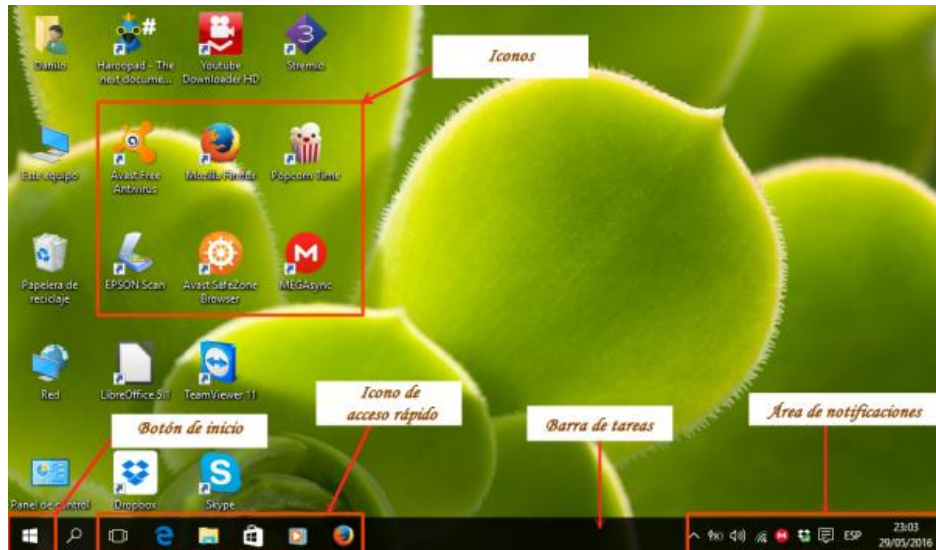 Danilo
Haroopad - The
next docume...
Youtube
Downloader HD
Stremio
Iconos
Este equipo
Avast Free
Antivirus
Mozilla Firefox
Popcorn Time
Papelera de
reciclaje
EPSON Scan
Avast SafeZone
Browser
MEGAsync
Red
LibreOffice 5.1
TeamViewer 11
Icono de
acceso rápido
Botón de inicio
Barra de tareas
Área de notificaciones
Panel de control
Dropbox
Skype
ESP
23:03
29/05/2016